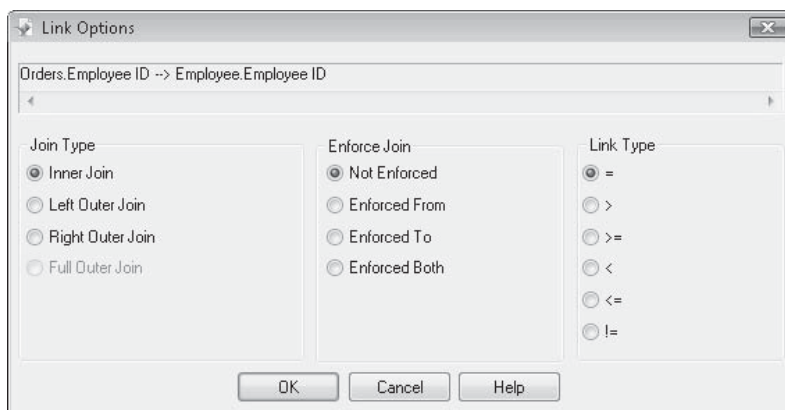 Link Options
Orders.Employee ID --> Employee.Employee ID
Join Type
Inner Join
Left Outer Join
Right Outer Join
Full Outer Join
Enforce Join
Not Enforced
Enforced From
Enforced To
Enforced Both
Link Type
=
>
>=
<
<=
!=
OK
Cancel
Help